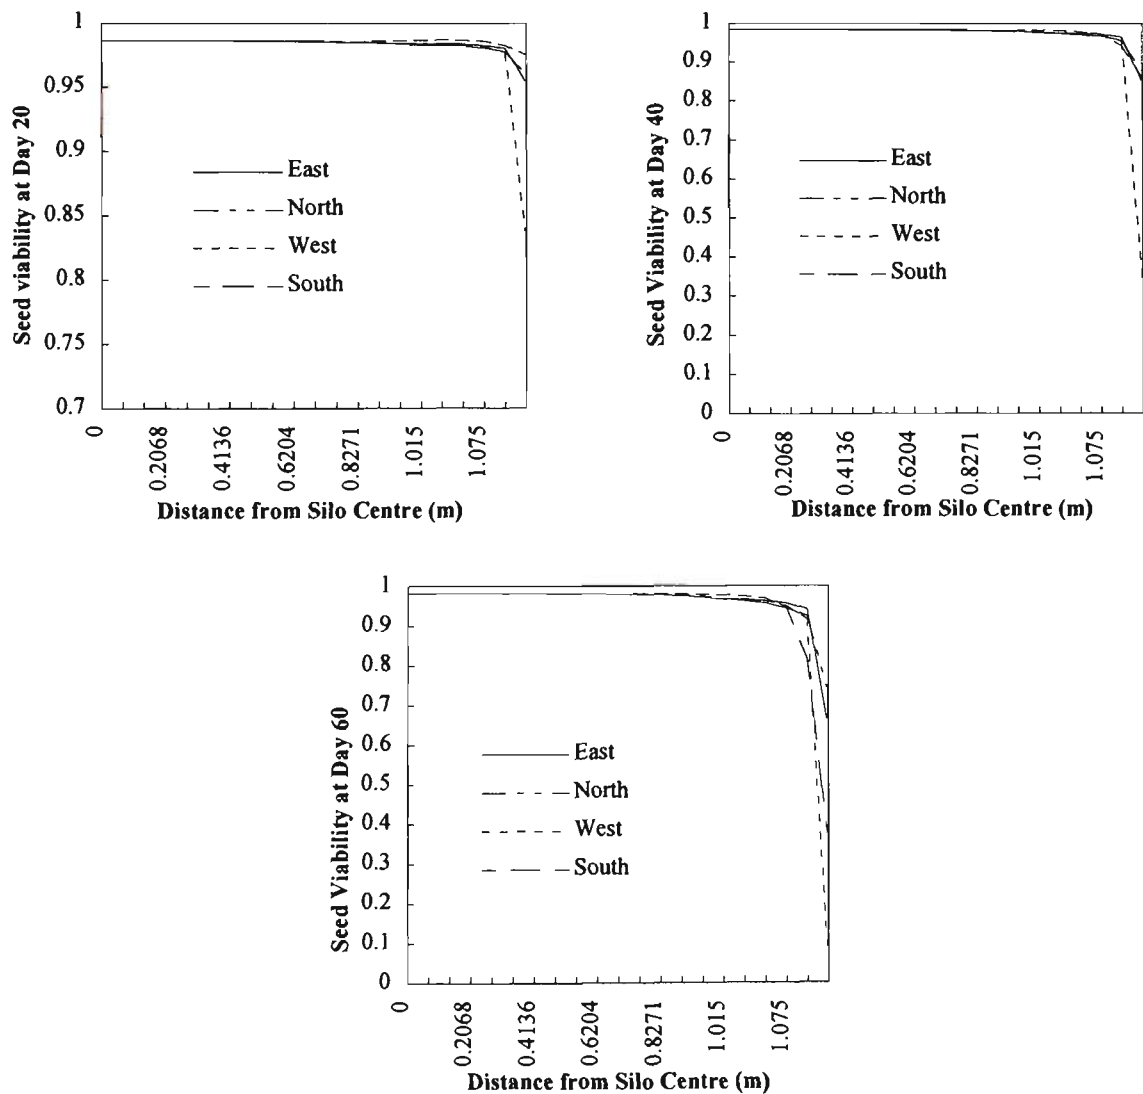 Seed viability at Day 20
1
0.95
0.9
0.85
0.8
0.75
0.7
East
North
West
South
0
0.2068
0.4136
0.6204
0.8271
1.015
1.075
Distance from Silo Centre (m)
Seed Viability at Day 40
1
0.9
0.8
0.7
0.6
0.5
0.4
0.3
0.2
0.1
0
East
North
West
South
0
0.2068
0.4136
0.6204
0.8271
1.015
1.075
Distance from Silo Centre (m)
Seed Viability at Day 60
1
0.9
0.8
0.7
0.6
0.5
0.4
0.3
0.2
0.1
0
East
North
West
South
0
0.2068
0.4136
0.6204
0.8271
1.015
1.075
Distance from Silo Centre (m)